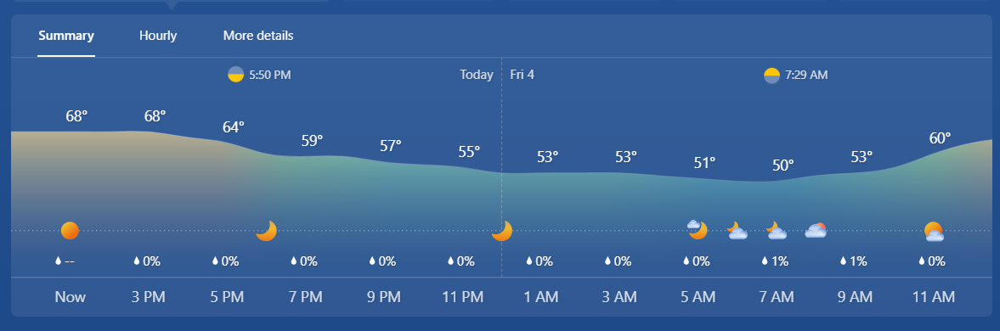 Summary Hourly More details
5:50 PM Today Fri 4 7:29 AM
68° 68° 64° 59° 57° 55° 53° 53° 51° 50° 53° 60°
-- 0% 0% 0% 0% 0% 0% 0% 0% 1% 1% 0%
Now 3 PM 5 PM 7 PM 9 PM 11 PM 1 AM 3 AM 5 AM 7 AM 9 AM 11 AM